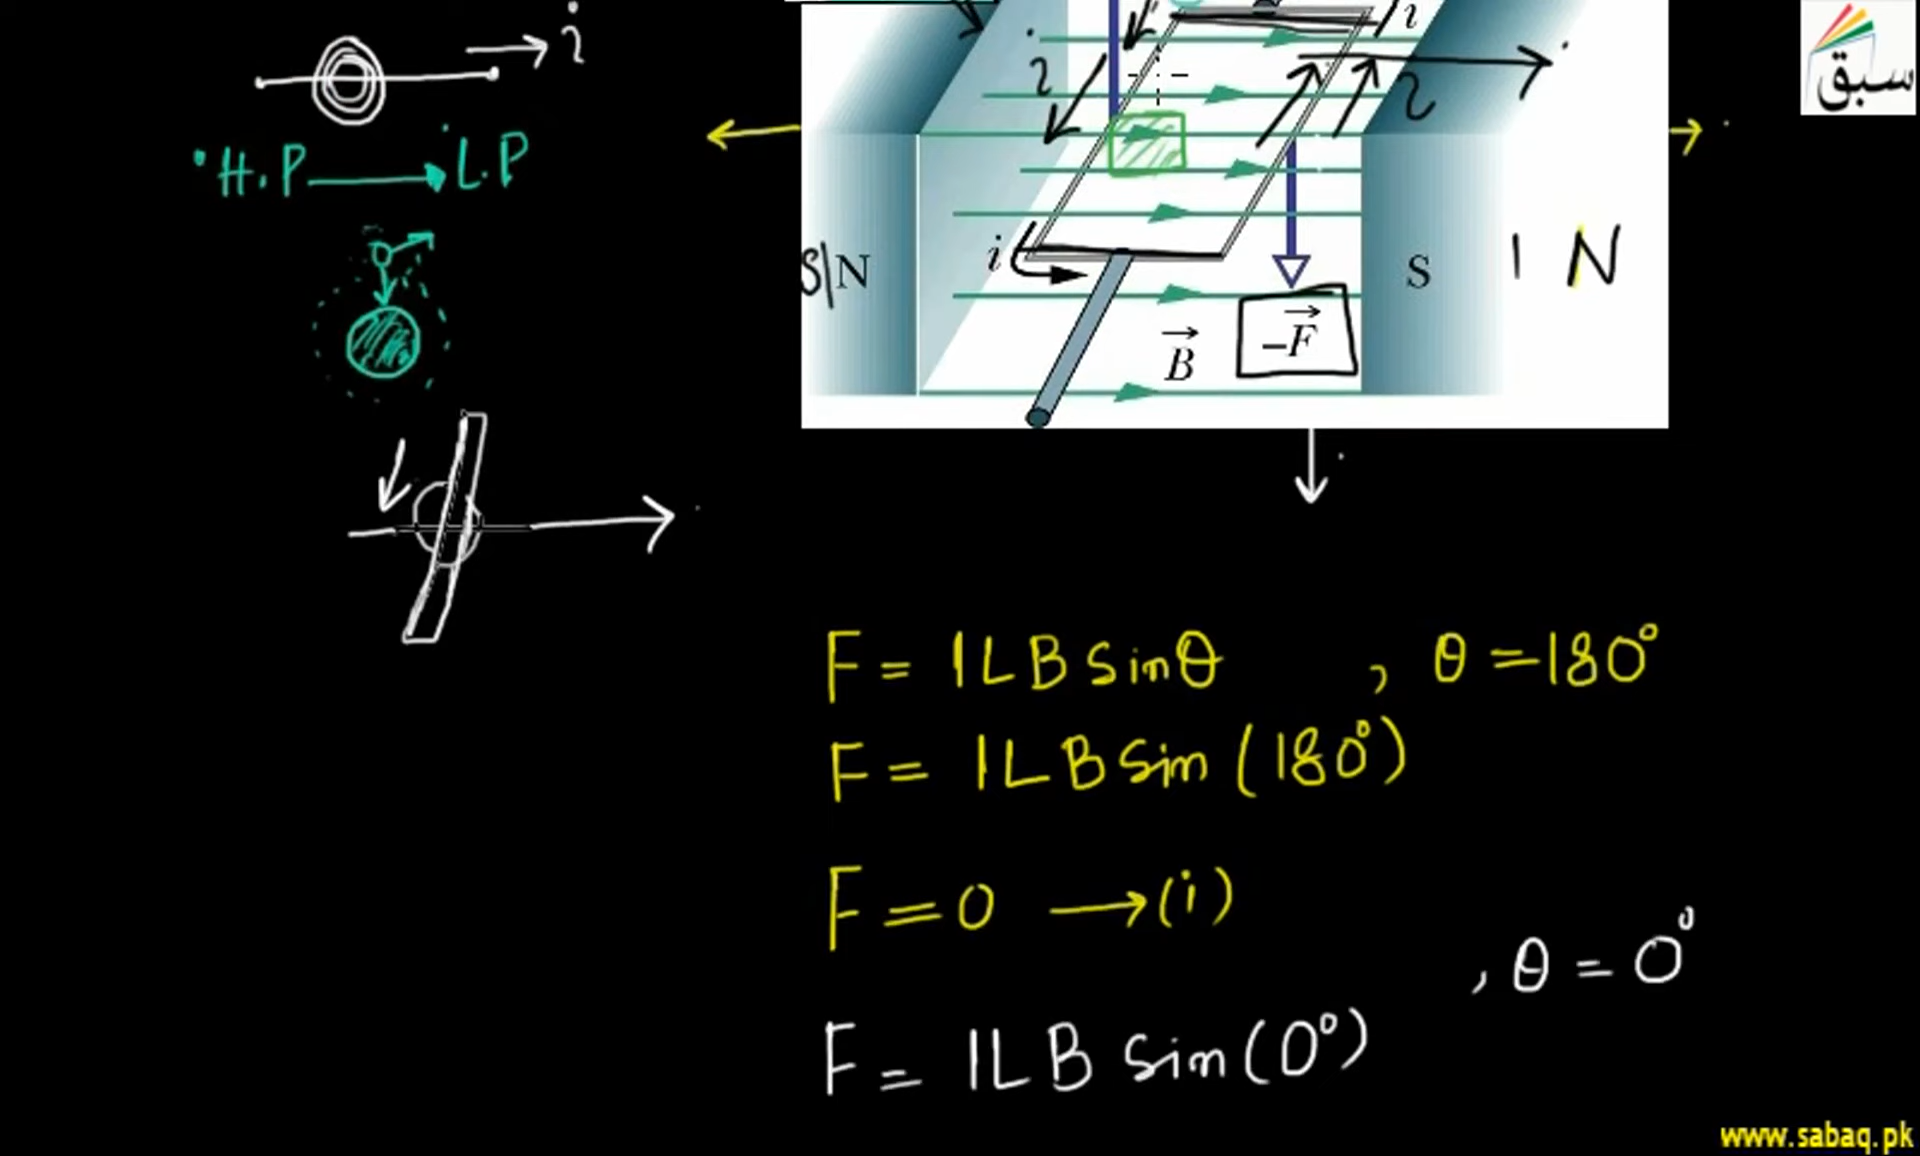 i
i
سبق
i
i
H.P → L.P
S|N
i
S
| N
B
–F
F = ILB sinθ , θ = 180°
F = ILB sin (180°)
F = 0 → (i)
, θ = 0°
F = ILB sin (0°)
www.sabaq.pk